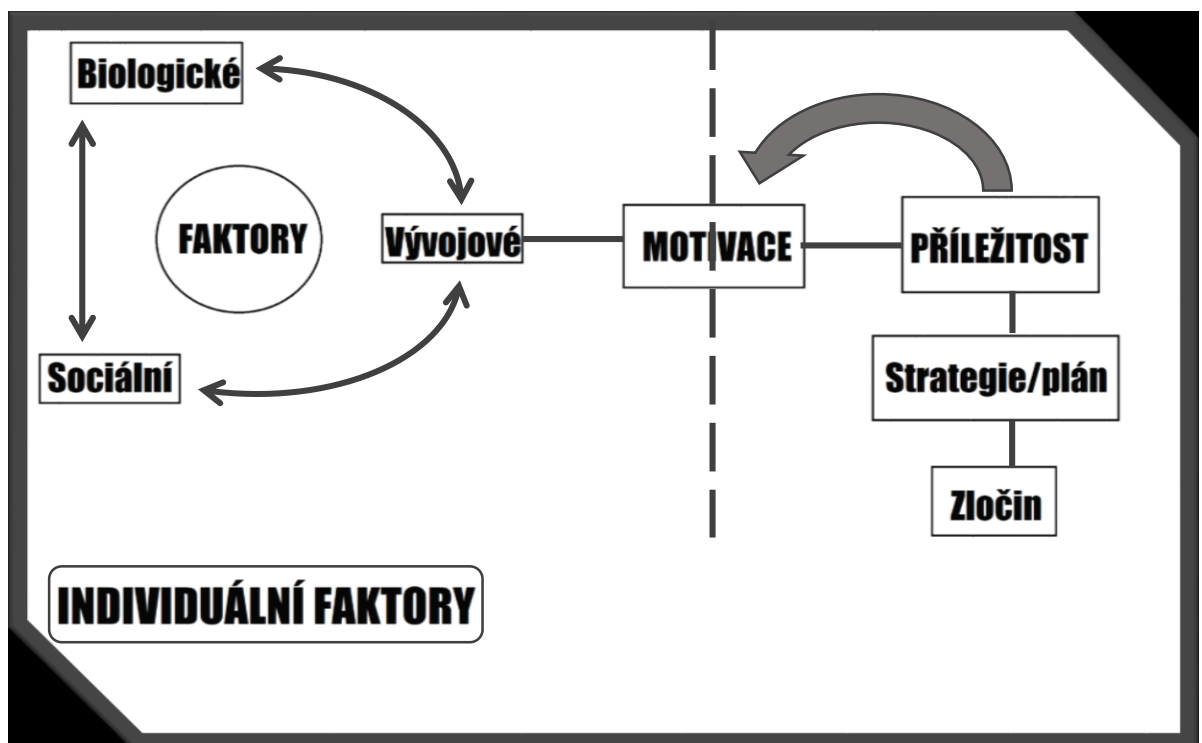 Biologické
FAKTORY
Vývojové
MOTIVACE
PŘÍLEŽITOST
Sociální
Strategie/plán
Zločin
INDIVIDUÁLNÍ FAKTORY